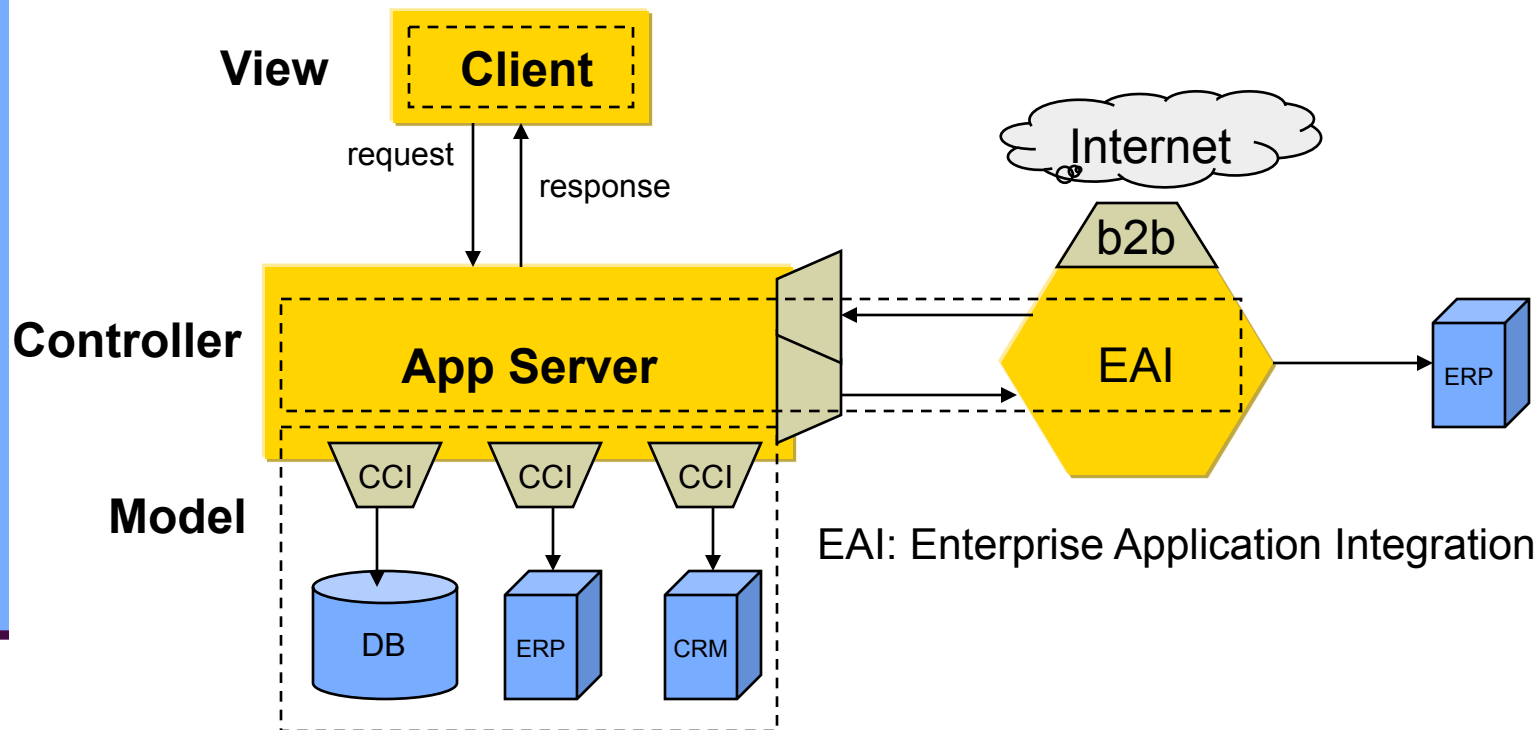 View
Client
request
response
Internet
b2b
Controller
App Server
EAI
ERP
CCI
CCI
CCI
Model
EAI: Enterprise Application Integration
DB
ERP
CRM